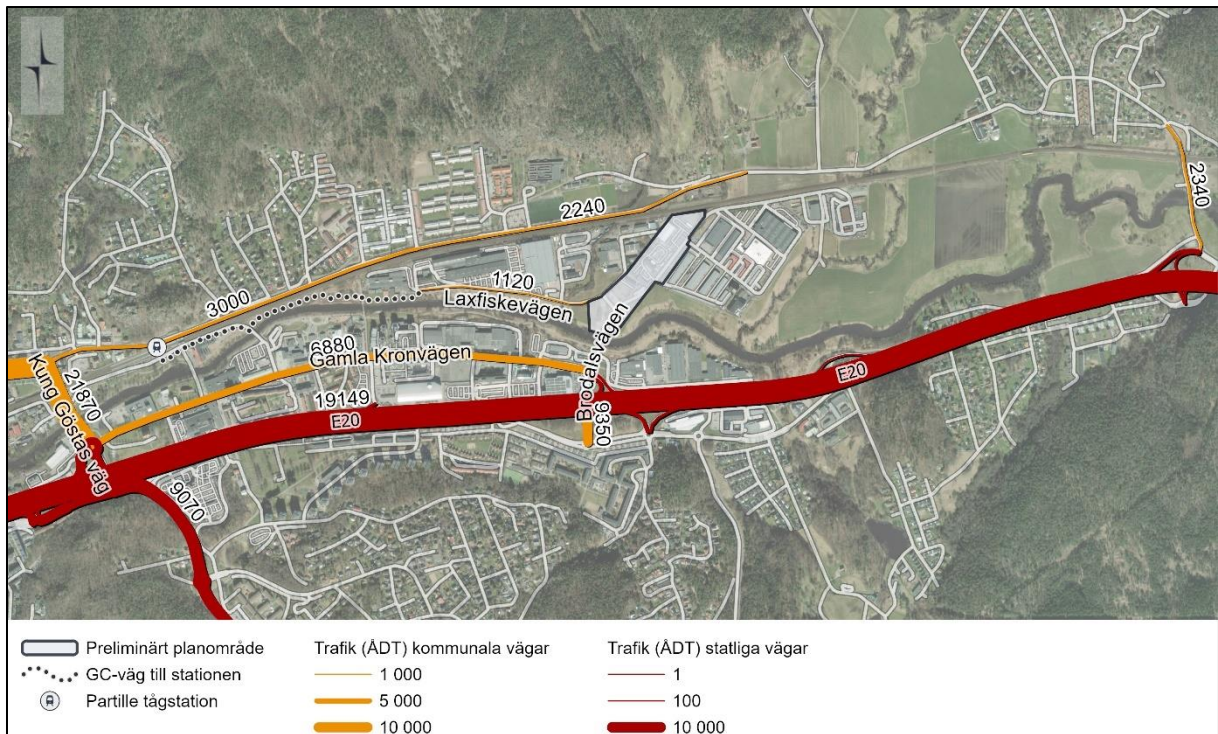 2340
2240
1120
Laxfiskevägen
3000
Brodalsvägen
6880
Gamla Kronvägen
Kung Göstas väg
21870
19149
E20
E20
9350
9070
Preliminärt planområde
GC-väg till stationen
Partille tågstation
Trafik (ÅDT) kommunala vägar
1 000
5 000
10 000
Trafik (ÅDT) statliga vägar
1
100
10 000